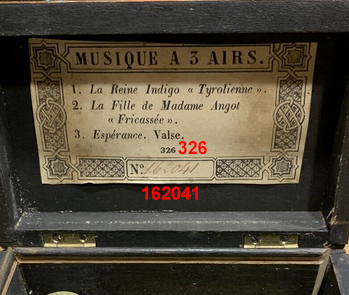 MUSIQUE A 3 AIRS.
1. La Reine Indigo « Tyrolienne ».
2. La Fille de Madame Angot
« Fricassée ».
3. Espérance. Valse.
326 326
No. 162041
162041